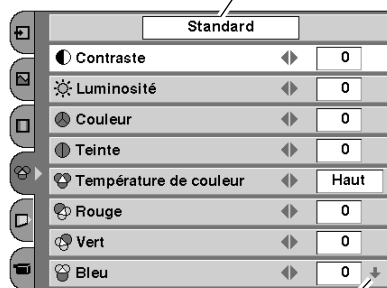 Standard
Contraste 0
Luminosité 0
Couleur 0
Teinte 0
Température de couleur Haut
Rouge 0
Vert 0
Bleu 0